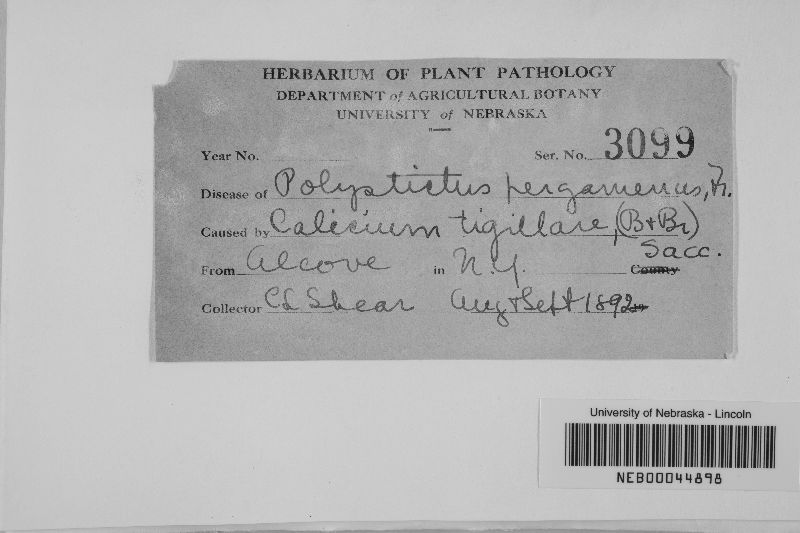 HERBARIUM OF PLANT PATHOLOGY
DEPARTMENT of AGRICULTURAL BOTANY
UNIVERSITY of NEBRASKA
Year No. Ser. No. 3099
Disease of Polystictus pergamenus, Fr.
Caused by Calicium tigillare, (B+Br)
Sacc.
From Alcove in N.Y. County
Collector CL Shear Aug + Sept 1892
University of Nebraska - Lincoln
NEB00044898